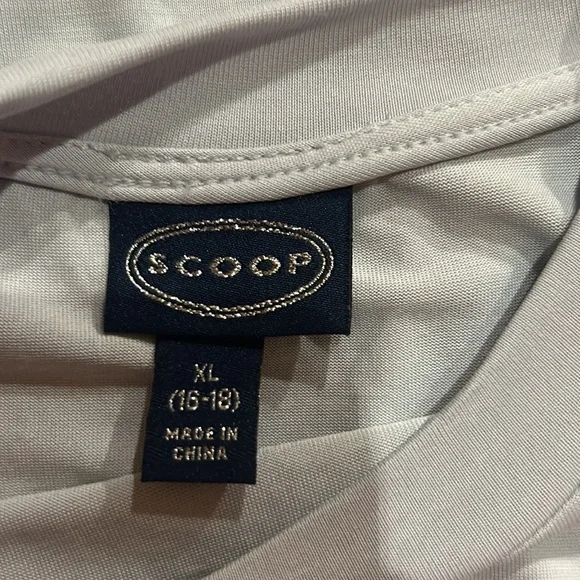 SCOOP
XL
(16-18)
MADE IN
CHINA